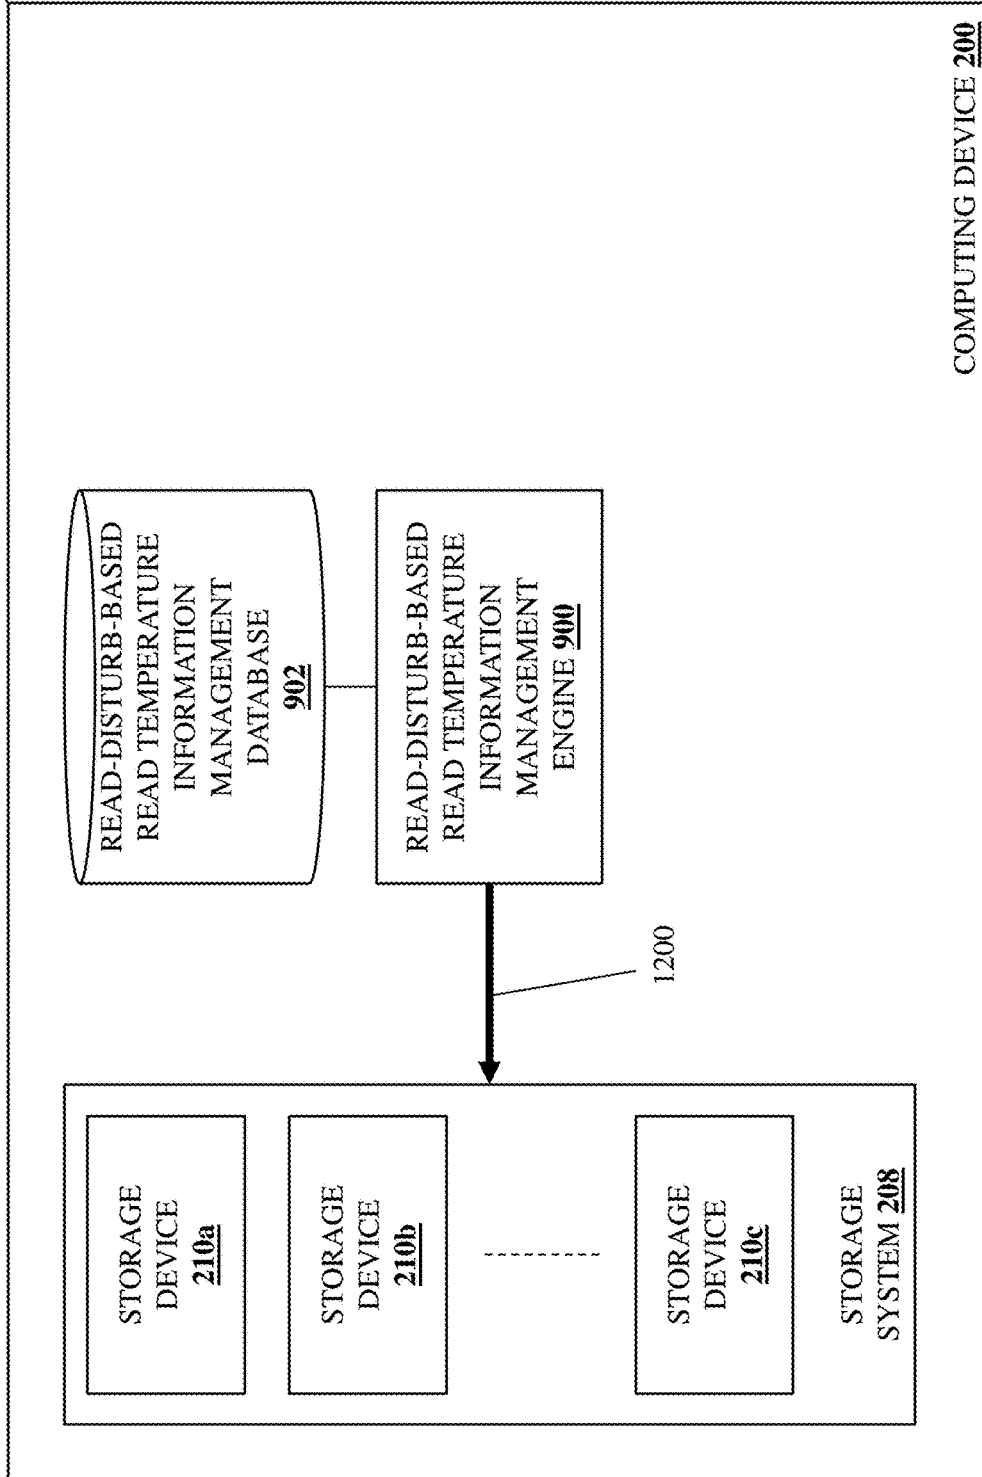 READ-DISTURB-BASED
READ TEMPERATURE
INFORMATION
MANAGEMENT
DATABASE
902
READ-DISTURB-BASED
READ TEMPERATURE
INFORMATION
MANAGEMENT
ENGINE 900
1200
STORAGE
DEVICE
210a
STORAGE
DEVICE
210b
STORAGE
DEVICE
210c
STORAGE
SYSTEM 208
COMPUTING DEVICE 200